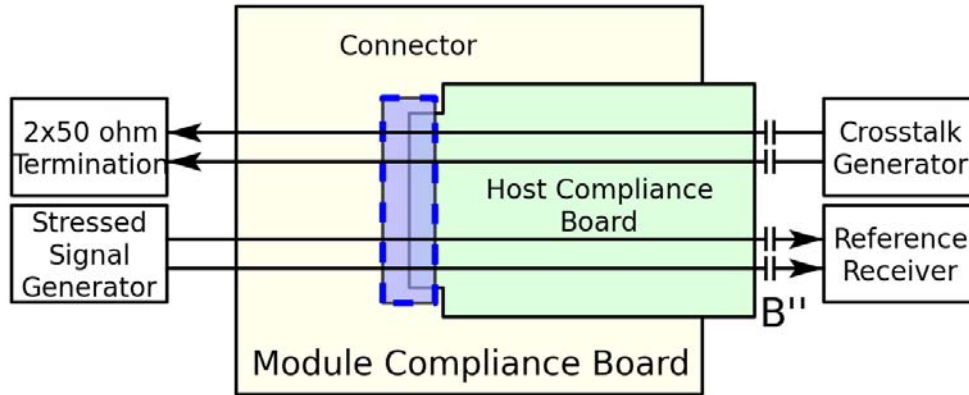 Connector
2x50 ohm
Termination
Crosstalk
Generator
Host Compliance
Board
Stressed
Signal
Generator
Reference
Receiver
B''
Module Compliance Board